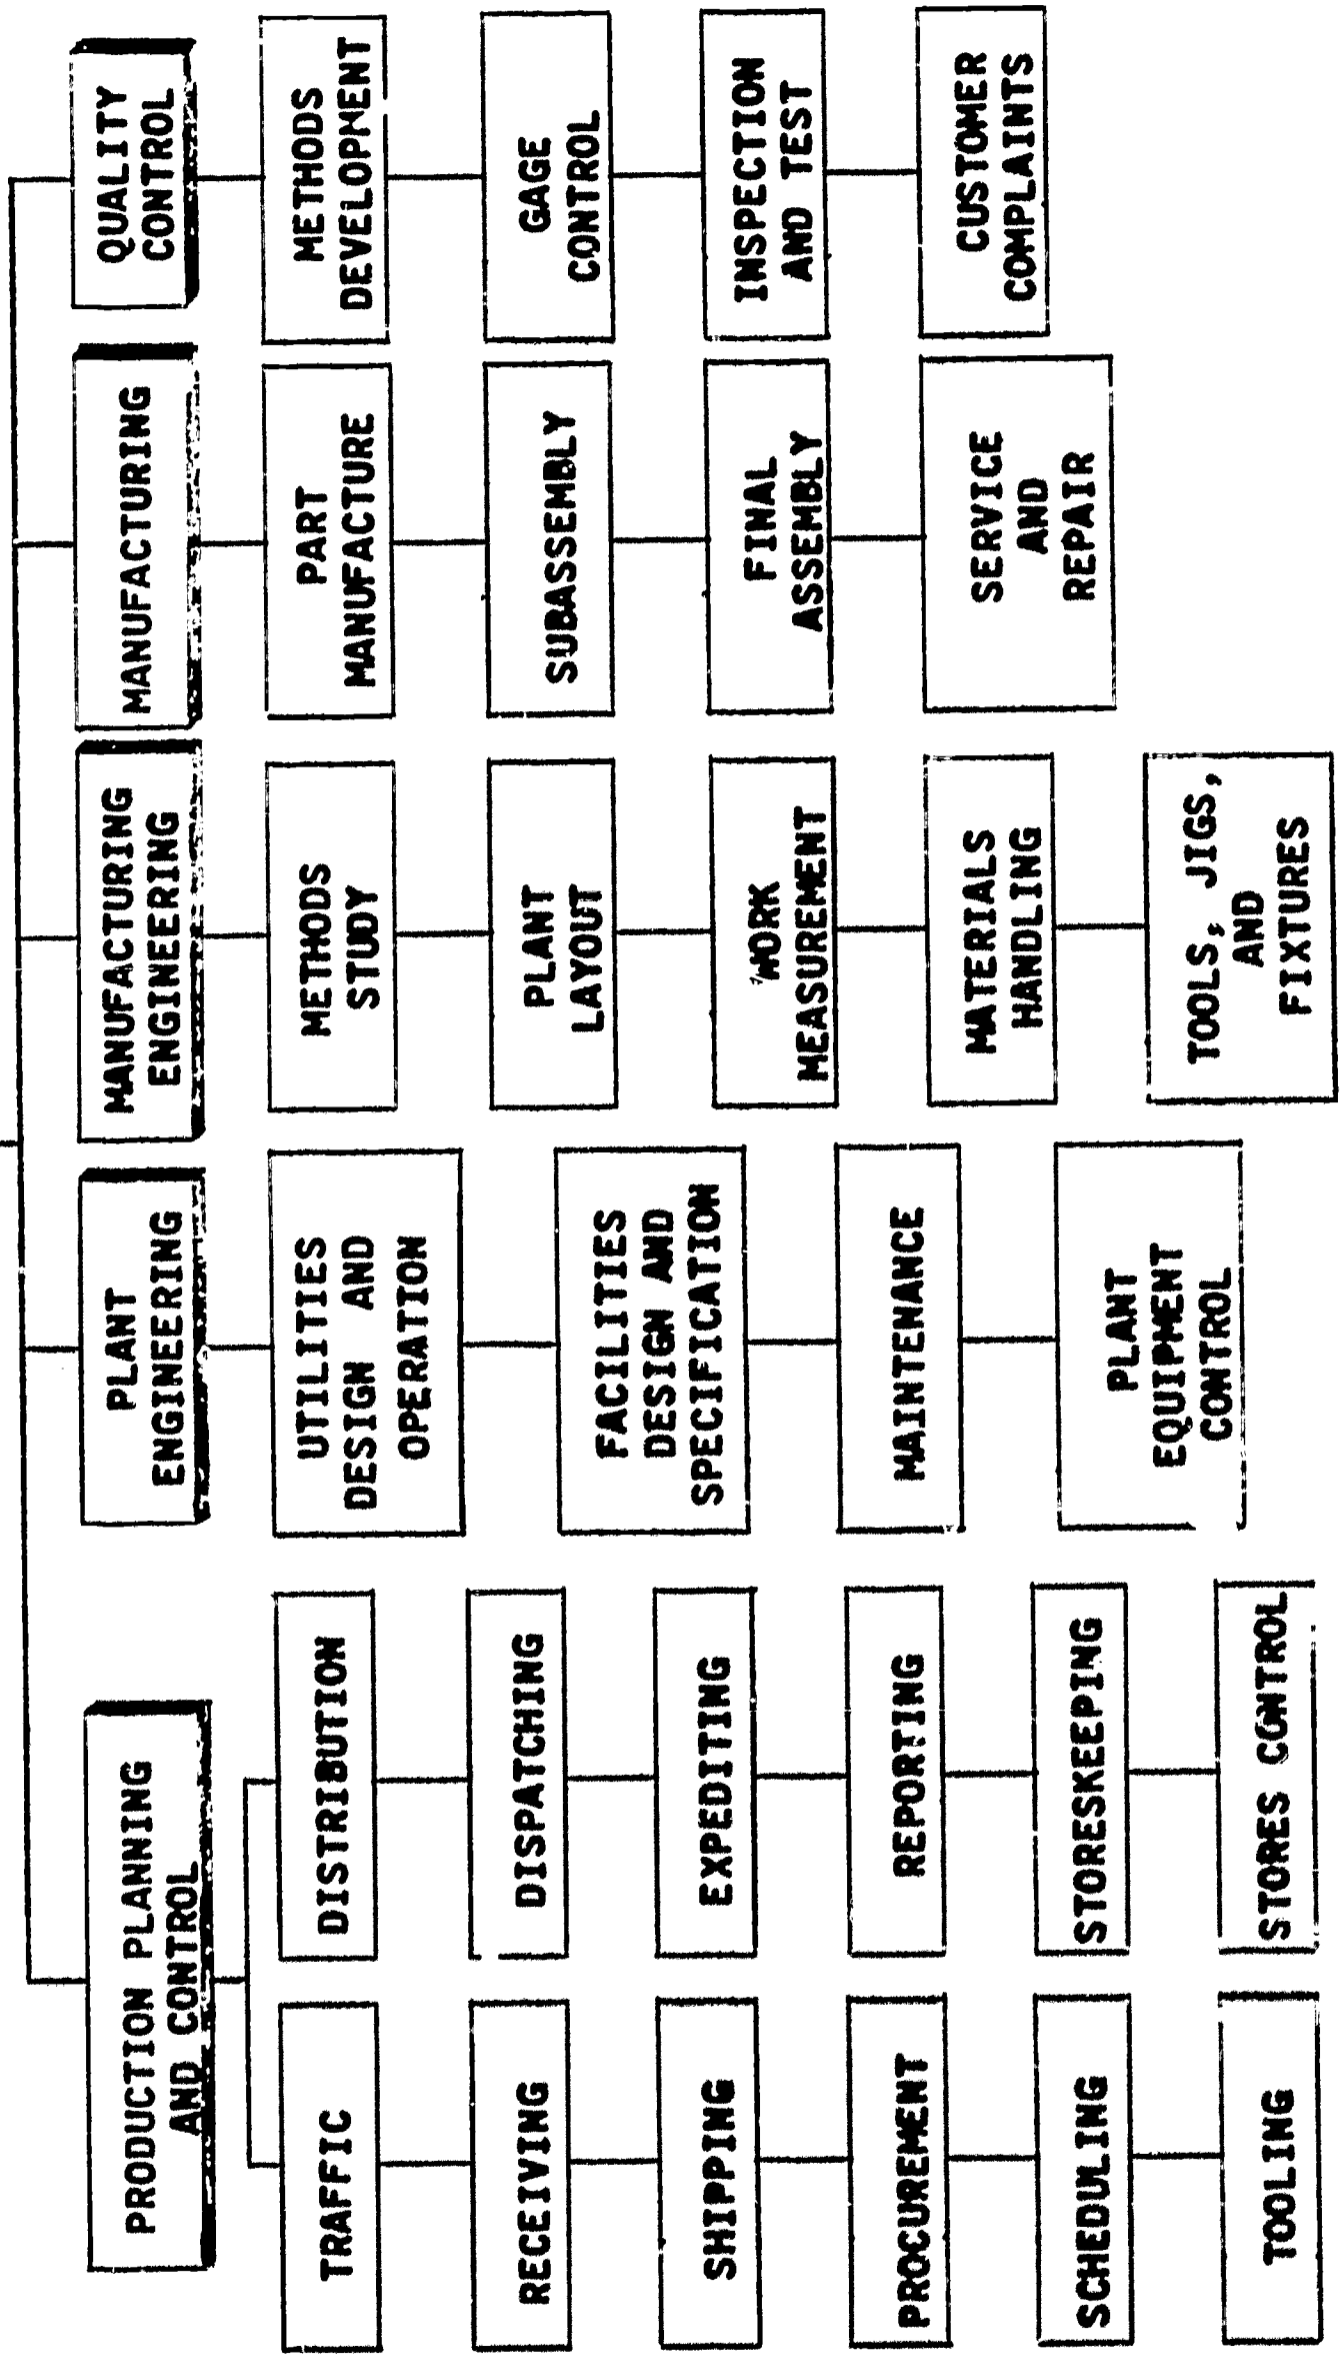 PRODUCTION PLANNING
AND CONTROL
TRAFFIC
RECEIVING
SHIPPING
PROCUREMENT
SCHEDULING
TOOLING
DISTRIBUTION
DISPATCHING
EXPEDITING
REPORTING
STORESKEEPING
STORES CONTROL
PLANT
ENGINEERING
UTILITIES
DESIGN AND
OPERATION
FACILITIES
DESIGN AND
SPECIFICATION
MAINTENANCE
PLANT
EQUIPMENT
CONTROL
MANUFACTURING
ENGINEERING
METHODS
STUDY
PLANT
LAYOUT
WORK
MEASUREMENT
MATERIALS
HANDLING
TOOLS, JIGS,
AND
FIXTURES
MANUFACTURING
PART
MANUFACTURE
SUBASSEMBLY
FINAL
ASSEMBLY
SERVICE
AND
REPAIR
QUALITY
CONTROL
METHODS
DEVELOPMENT
GAGE
CONTROL
INSPECTION
AND TEST
CUSTOMER
COMPLAINTS